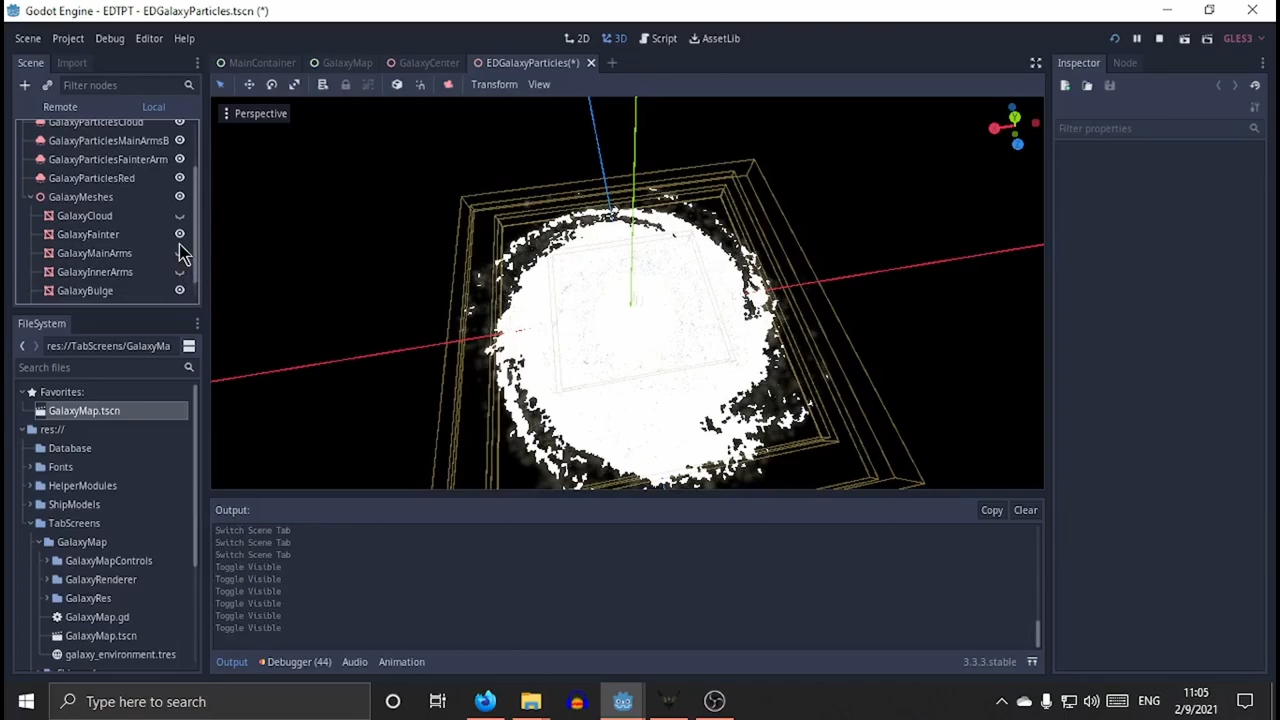 Godot Engine - EDTPT - EDGalaxyParticles.tscn (*)
Scene Project Debug Editor Help
2D 3D Script AssetLib
GLES3
Scene Import
MainContainer GalaxyMap GalaxyCenter EDGalaxyParticles(*)
Inspector Node
Filter nodes
Transform View
Remote Local
Perspective
Filter properties
GalaxyParticlesCloud
GalaxyParticlesMainArmsB
GalaxyParticlesFainterArm
GalaxyParticlesRed
GalaxyMeshes
GalaxyCloud
GalaxyFainter
GalaxyMainArms
GalaxyInnerArms
GalaxyBulge
Y
Z
FileSystem
res://TabScreens/GalaxyMa
Search files
Favorites:
GalaxyMap.tscn
res://
Database
Fonts
HelperModules
ShipModels
TabScreens
GalaxyMap
GalaxyMapControls
GalaxyRenderer
GalaxyRes
GalaxyMap.gd
GalaxyMap.tscn
galaxy_environment.tres
Output:
Copy Clear
Switch Scene Tab
Switch Scene Tab
Switch Scene Tab
Toggle Visible
Toggle Visible
Toggle Visible
Toggle Visible
Toggle Visible
Toggle Visible
Output Debugger (44) Audio Animation
3.3.3.stable
Type here to search
ENG
11:05
2/9/2021